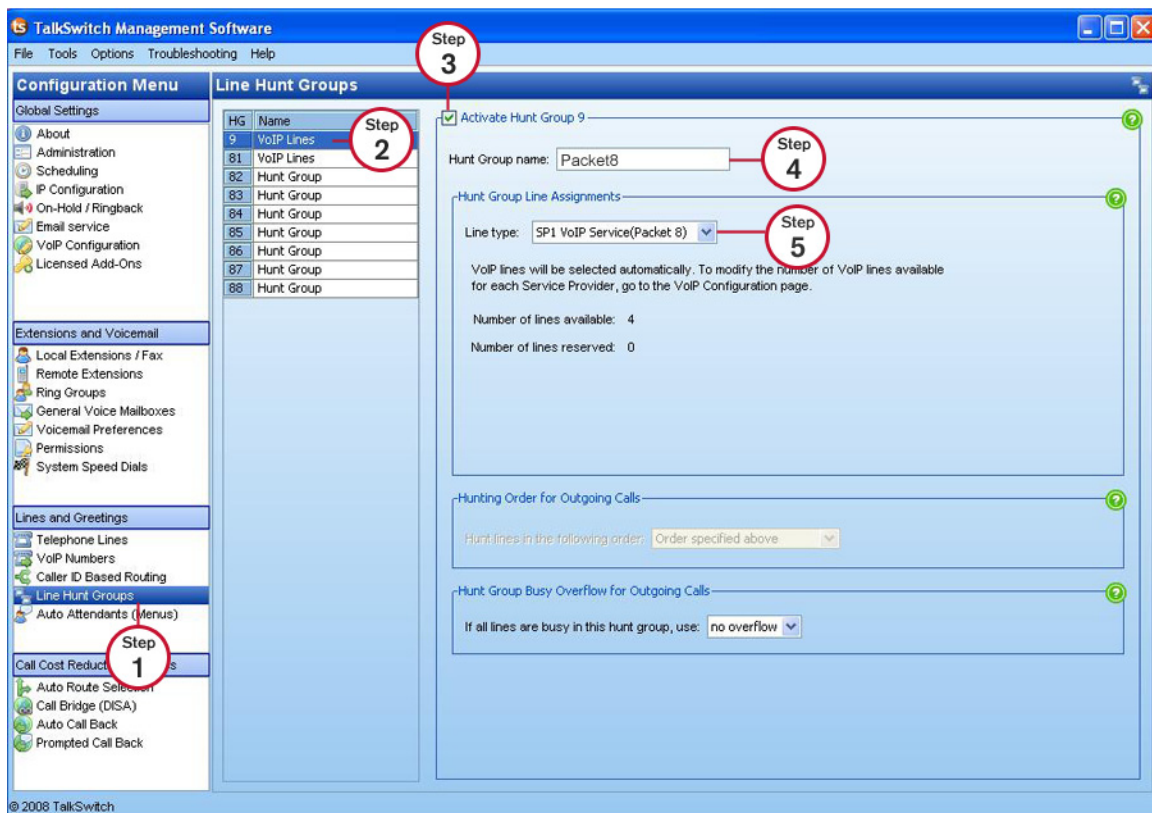 TalkSwitch Management Software
File Tools Options Troubleshooting Help
Step
3
Configuration Menu
Global Settings
About
Administration
Scheduling
IP Configuration
On-Hold / Ringback
Email service
VoIP Configuration
Licensed Add-Ons
Extensions and Voicemail
Local Extensions / Fax
Remote Extensions
Ring Groups
General Voice Mailboxes
Voicemail Preferences
Permissions
System Speed Dials
Lines and Greetings
Telephone Lines
VoIP Numbers
Caller ID Based Routing
Line Hunt Groups
Auto Attendants (Menus)
Step
1
Call Cost Reduct s
Auto Route Selection
Call Bridge (DISA)
Auto Call Back
Prompted Call Back
Line Hunt Groups
HG Name
9 VoIP Lines
81 VoIP Lines
82 Hunt Group
83 Hunt Group
84 Hunt Group
85 Hunt Group
86 Hunt Group
87 Hunt Group
88 Hunt Group
Step
2
Activate Hunt Group 9
Hunt Group name: Packet8
Step
4
Hunt Group Line Assignments
Line type: SP1 VoIP Service(Packet 8)
Step
5
VoIP lines will be selected automatically. To modify the number of VoIP lines available
for each Service Provider, go to the VoIP Configuration page.
Number of lines available: 4
Number of lines reserved: 0
Hunting Order for Outgoing Calls
Hunt lines in the following order: Order specified above
Hunt Group Busy Overflow for Outgoing Calls
If all lines are busy in this hunt group, use: no overflow
© 2008 TalkSwitch